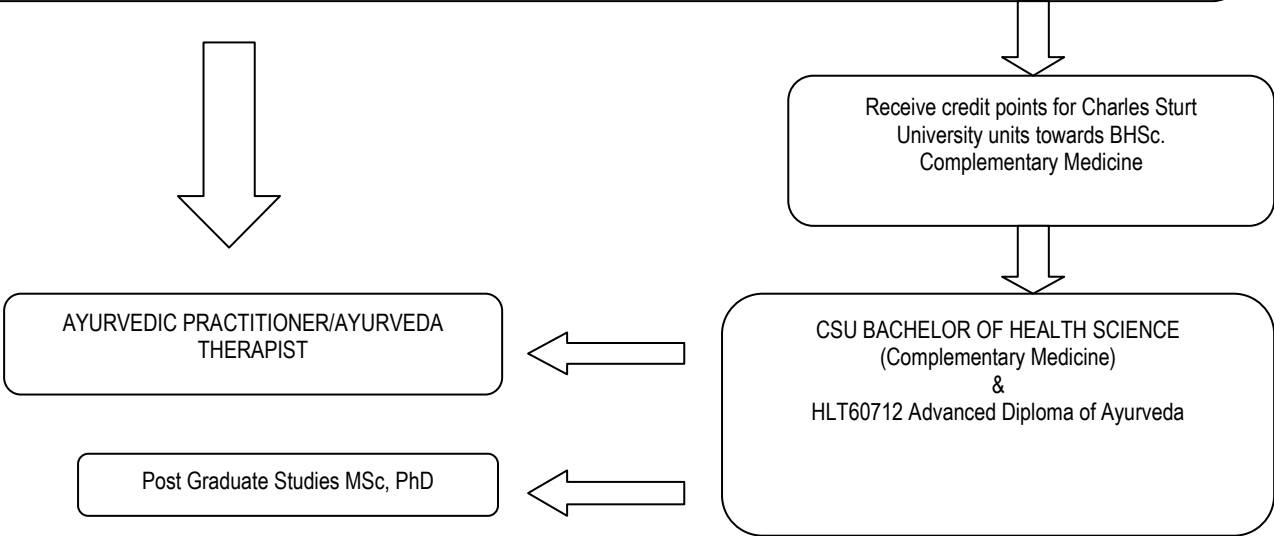 Receive credit points for Charles Sturt
University units towards BHSc.
Complementary Medicine
AYURVEDIC PRACTITIONER/AYURVEDA
THERAPIST
CSU BACHELOR OF HEALTH SCIENCE
(Complementary Medicine)
&
HLT60712 Advanced Diploma of Ayurveda
Post Graduate Studies MSc, PhD